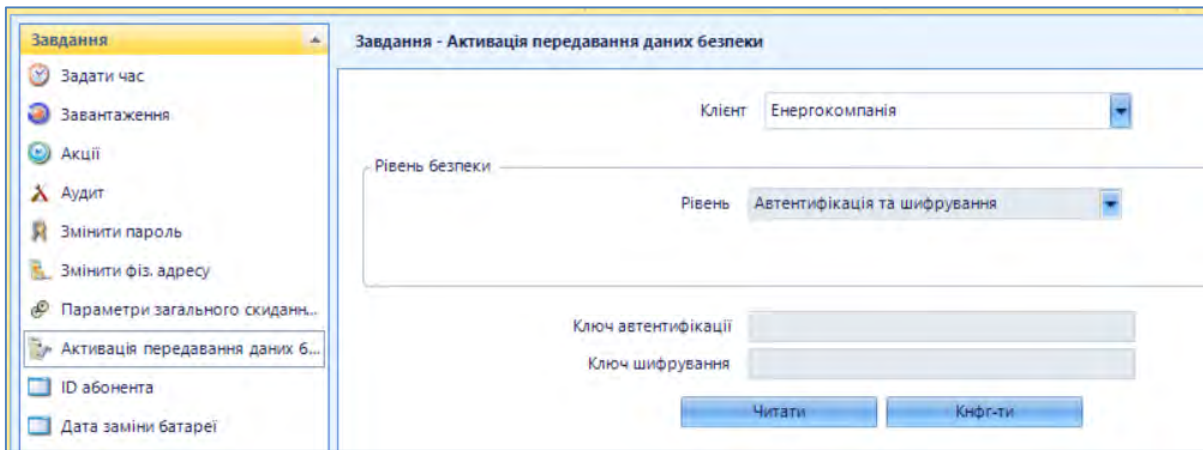 Завдання
Задати час
Завантаження
Акції
Аудит
Змінити пароль
Змінити фіз. адресу
Параметри загального скиданн...
Активація передавання даних б...
ID абонента
Дата заміни батареї
Завдання - Активація передавання даних безпеки
Клієнт Енергокомпанія
Рівень безпеки
Рівень Автентифікація та шифрування
Ключ автентифікації
Ключ шифрування
Читати Кнфг-ти